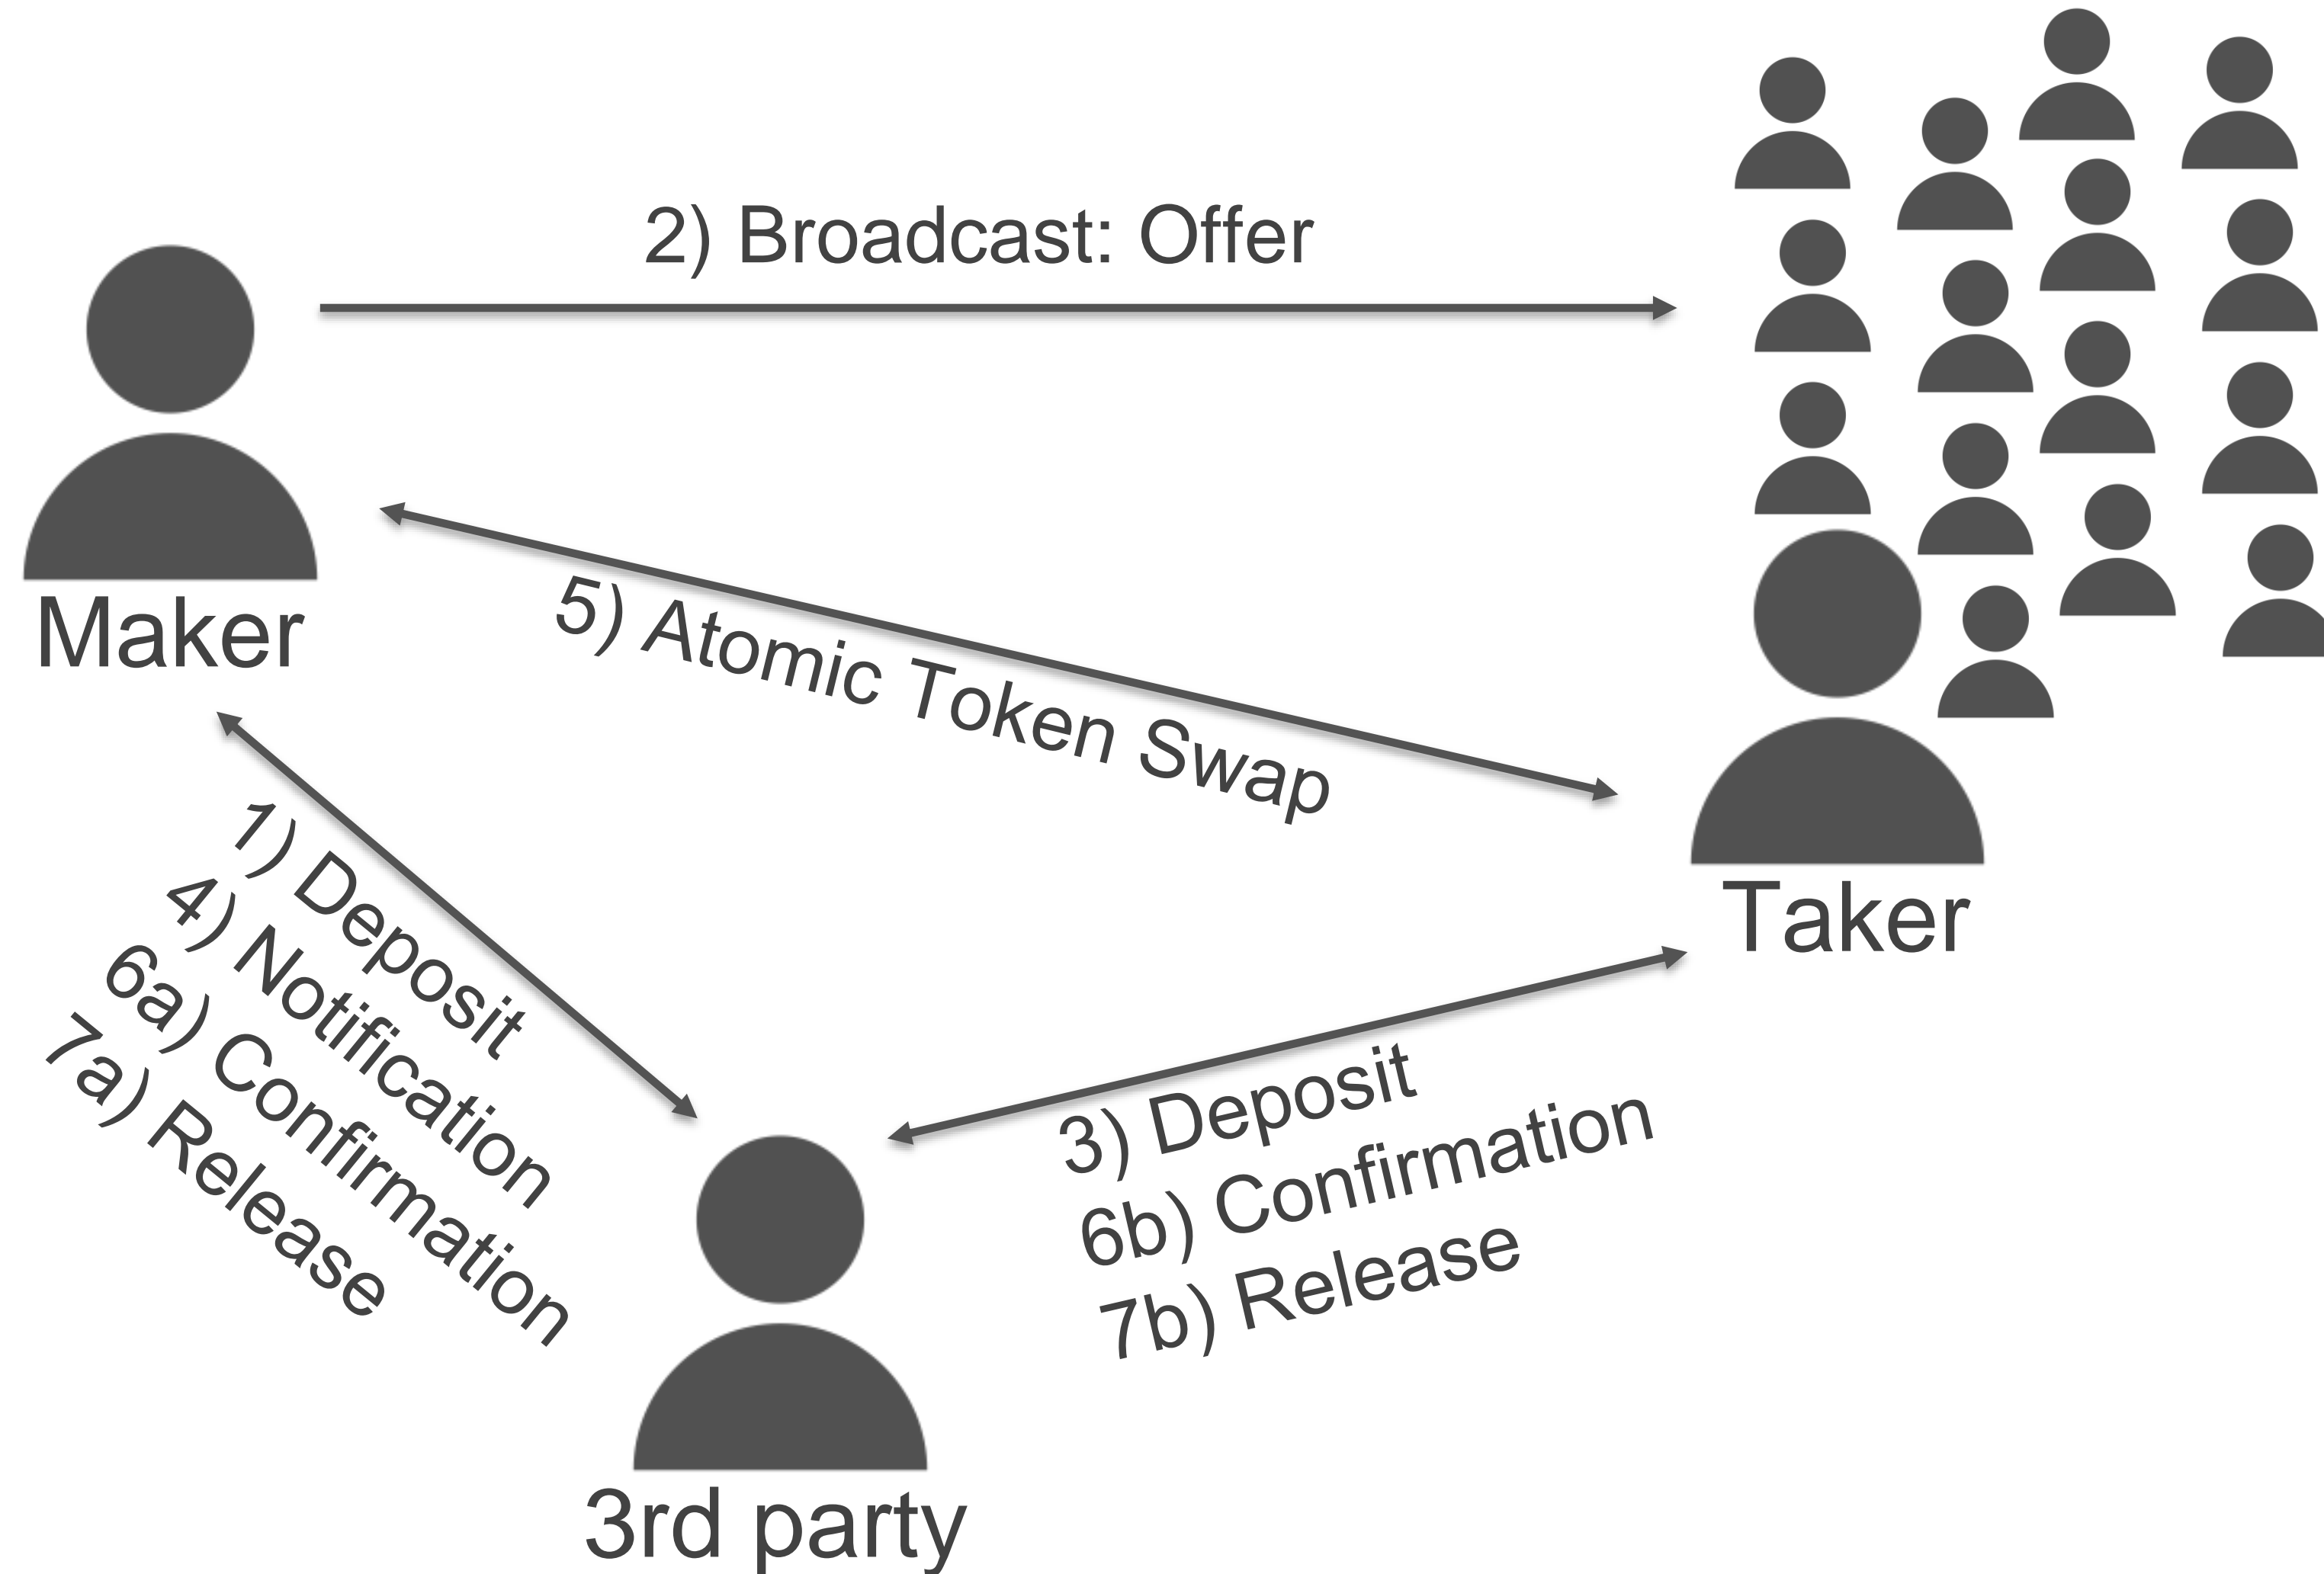 2) Broadcast: Offer
Maker
5) Atomic Token Swap
Taker
1) Deposit
4) Notification
6a) Confirmation
7a) Release
3) Deposit
6b) Confirmation
7b) Release
3rd party